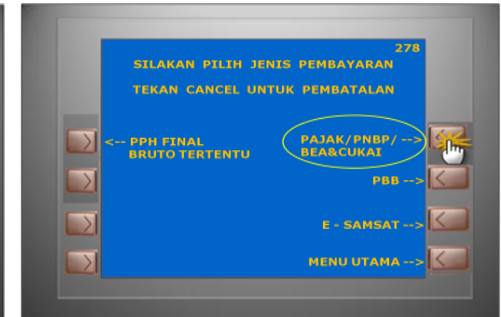 278
SILAKAN PILIH JENIS PEMBAYARAN
TEKAN CANCEL UNTUK PEMBATALAN
<-- PPH FINAL
BRUTO TERTENTU
PAJAK/PNBP/ -->
BEA&CUKAI
PBB -->
E - SAMSAT -->
MENU UTAMA -->